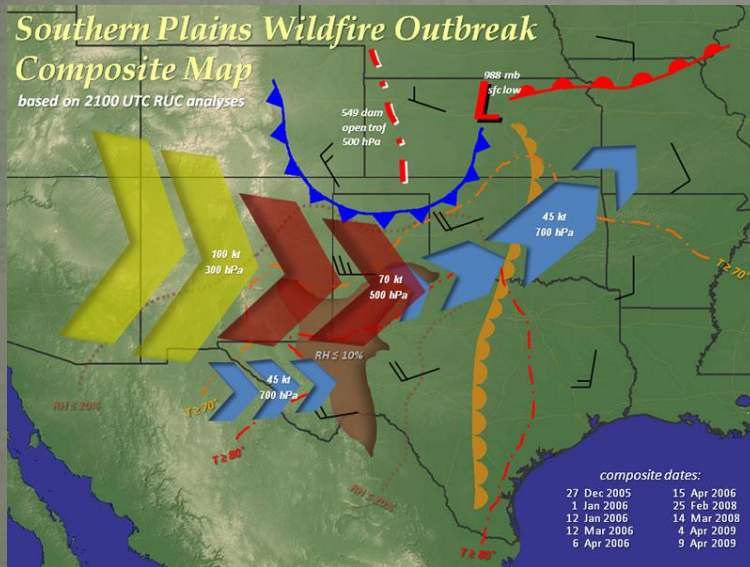 Southern Plains Wildfire Outbreak
Composite Map
based on 2100 UTC RUC analyses
988 mb
sfc low
L
549 dam
open trof
500 hPa
45 kt
700 hPa
100 kt
300 hPa
T ≥ 70°
70 kt
500 hPa
RH ≤ 10%
45 kt
700 hPa
RH ≤ 20%
T ≥ 70°
T ≥ 80°
RH ≤ 20%
T ≥ 80°
composite dates:
27 Dec 2005 15 Apr 2006
1 Jan 2006 25 Feb 2008
12 Jan 2006 14 Mar 2008
12 Mar 2006 4 Apr 2009
6 Apr 2006 9 Apr 2009